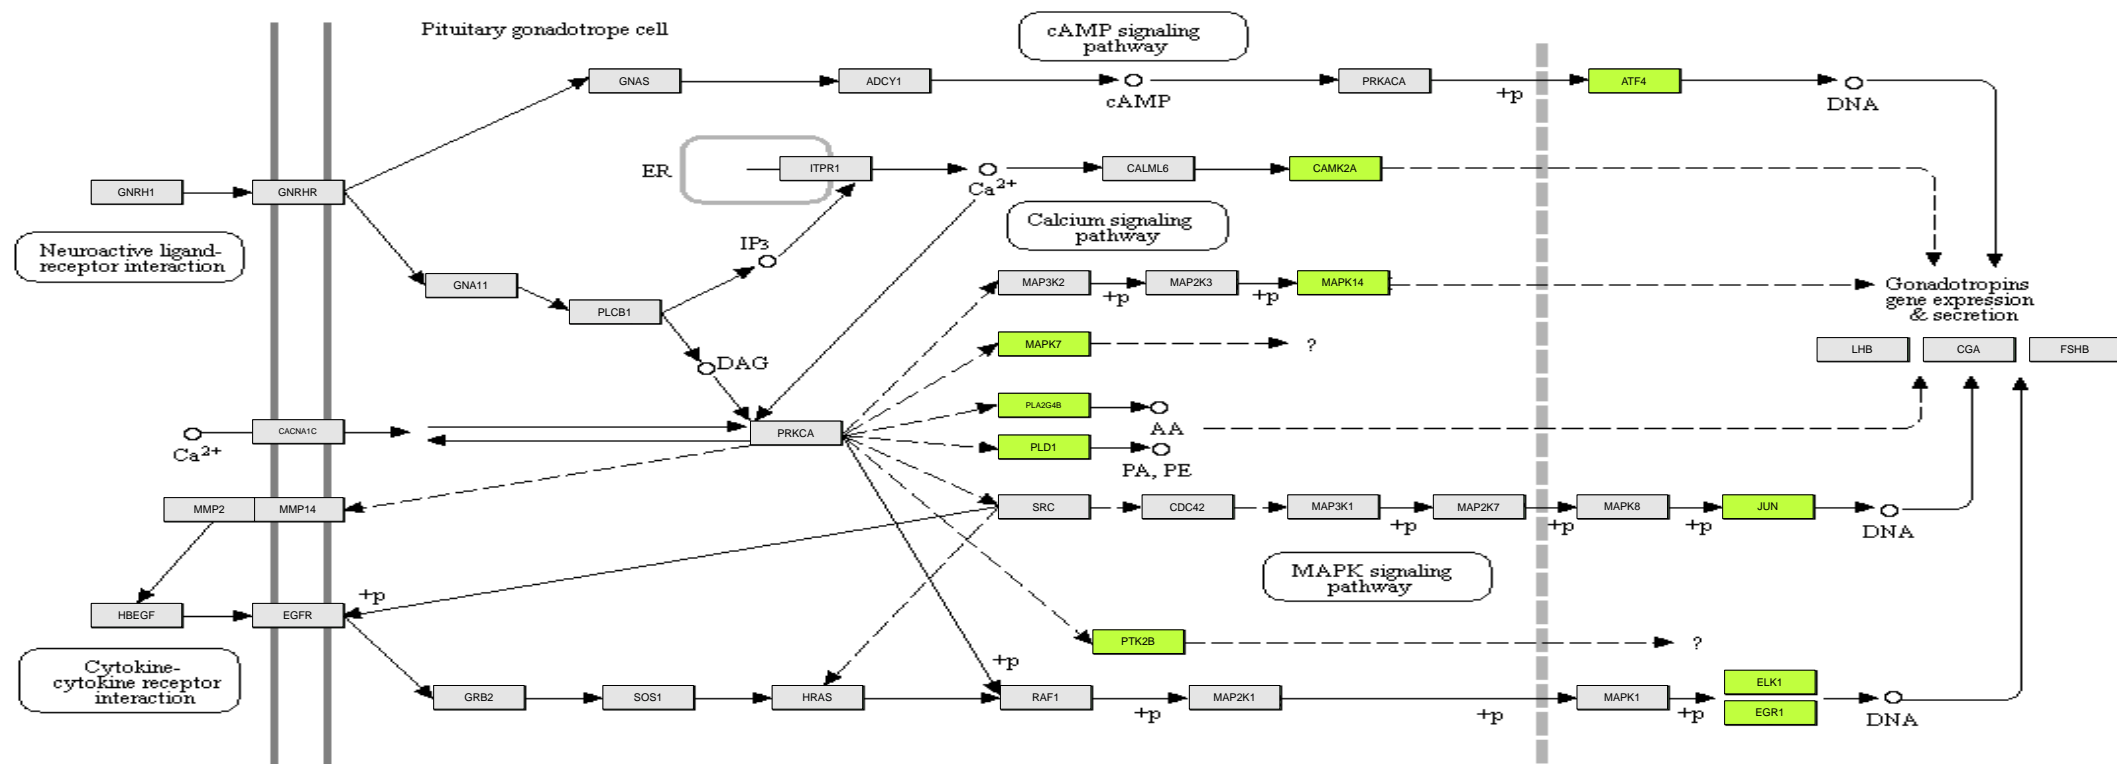 Pituitary gonadotrope cell
cAMP signaling
pathway
GNAS
ADCY1
cAMP
PRKACA
+p
ATF4
DNA
ER
ITPR1
Ca2+
CALML6
CAMK2A
GNRH1
GNRHR
Neuroactive ligand-
receptor interaction
Calcium signaling
pathway
IP3
GNA11
PLCB1
MAP3K2
+p
MAP2K3
+p
MAPK14
Gonadotropins
gene expression
& secretion
DAG
MAPK7
?
LHB
CGA
FSHB
PLA2G4B
AA
Ca2+
CACNA1C
PRKCA
PLD1
PA, PE
MMP2
MMP14
SRC
CDC42
MAP3K1
+p
MAP2K7
+p
MAPK8
+p
JUN
DNA
MAPK signaling
pathway
HBEGF
EGFR
+p
PTK2B
?
Cytokine-
cytokine receptor
interaction
GRB2
SOS1
HRAS
+p
RAF1
+p
MAP2K1
+p
MAPK1
+p
ELK1
EGR1
DNA